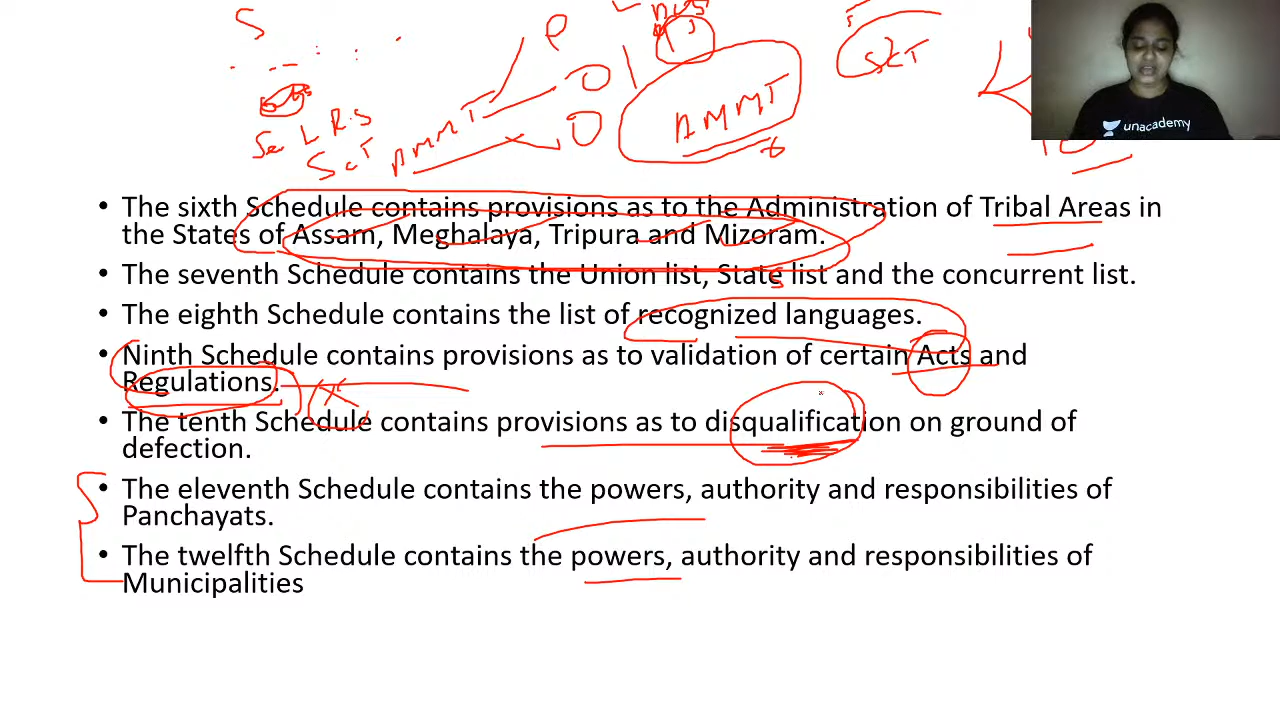 S
P
AMMT
SCT
unacademy
Se L R.S
AMMT
ScT
• The sixth Schedule contains provisions as to the Administration of Tribal Areas in
the States of Assam, Meghalaya, Tripura and Mizoram.
• The seventh Schedule contains the Union list, State list and the concurrent list.
• The eighth Schedule contains the list of recognized languages.
• Ninth Schedule contains provisions as to validation of certain Acts and
Regulations.
• The tenth Schedule contains provisions as to disqualification on ground of
defection.
• The eleventh Schedule contains the powers, authority and responsibilities of
Panchayats.
• The twelfth Schedule contains the powers, authority and responsibilities of
Municipalities